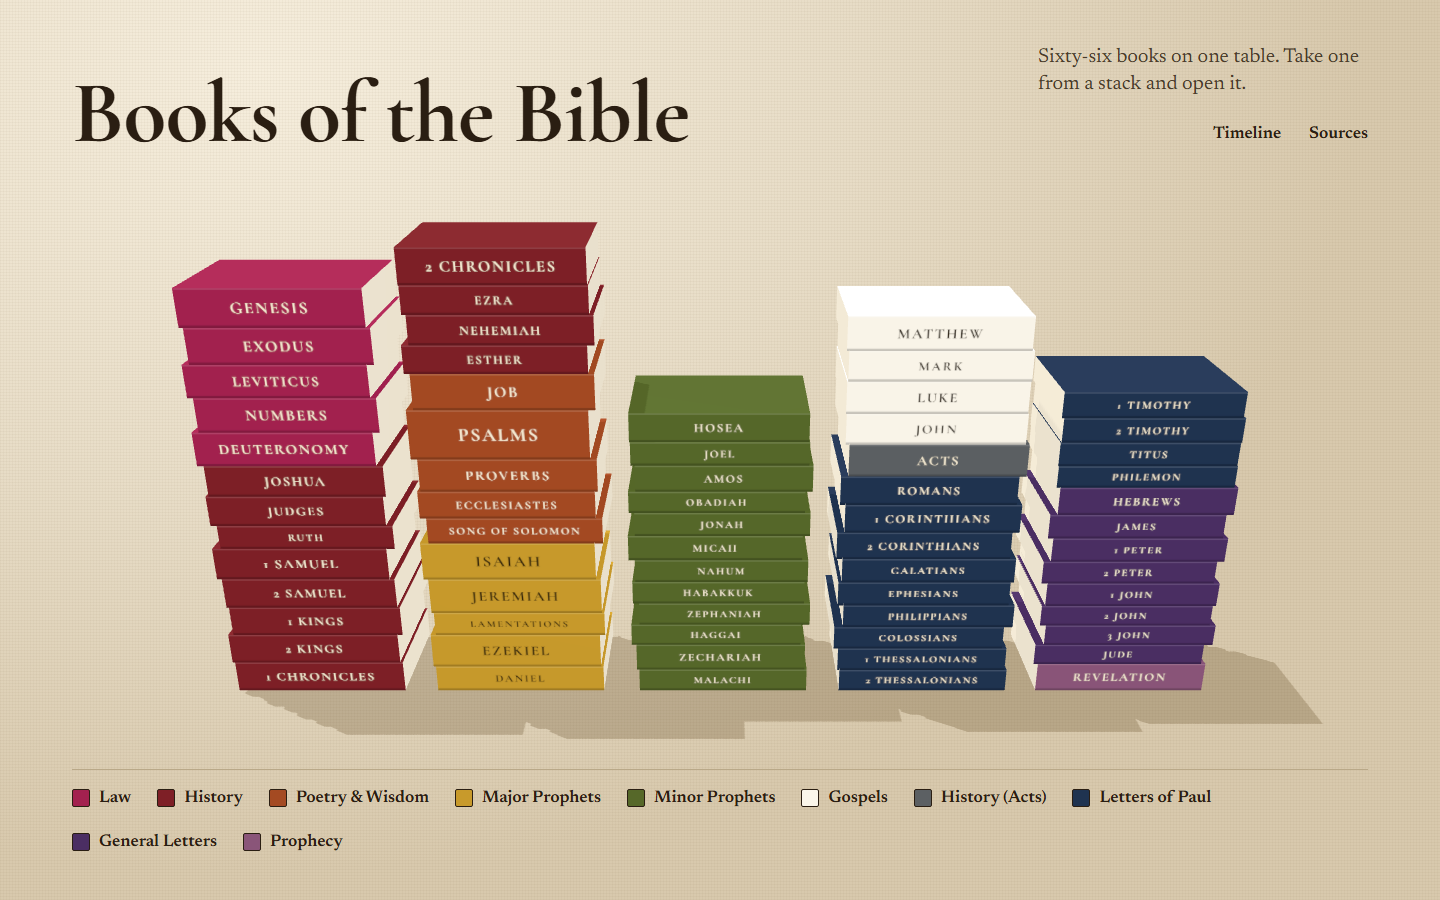 Sixty-six books on one table. Take one
from a stack and open it.
Books of the Bible
Timeline Sources
GENESIS
EXODUS
LEVITICUS
NUMBERS
DEUTERONOMY
JOSHUA
JUDGES
RUTH
1 SAMUEL
2 SAMUEL
1 KINGS
2 KINGS
1 CHRONICLES
2 CHRONICLES
EZRA
NEHEMIAH
ESTHER
JOB
PSALMS
PROVERBS
ECCLESIASTES
SONG OF SOLOMON
ISAIAH
JEREMIAH
LAMENTATIONS
EZEKIEL
DANIEL
HOSEA
JOEL
AMOS
OBADIAH
JONAH
MICAH
NAHUM
HABAKKUK
ZEPHANIAH
HAGGAI
ZECHARIAH
MALACHI
MATTHEW
MARK
LUKE
JOHN
ACTS
ROMANS
1 CORINTHIANS
2 CORINTHIANS
GALATIANS
EPHESIANS
PHILIPPIANS
COLOSSIANS
1 THESSALONIANS
2 THESSALONIANS
1 TIMOTHY
2 TIMOTHY
TITUS
PHILEMON
HEBREWS
JAMES
1 PETER
2 PETER
1 JOHN
2 JOHN
3 JOHN
JUDE
REVELATION
Law History Poetry & Wisdom Major Prophets Minor Prophets Gospels History (Acts) Letters of Paul
General Letters Prophecy